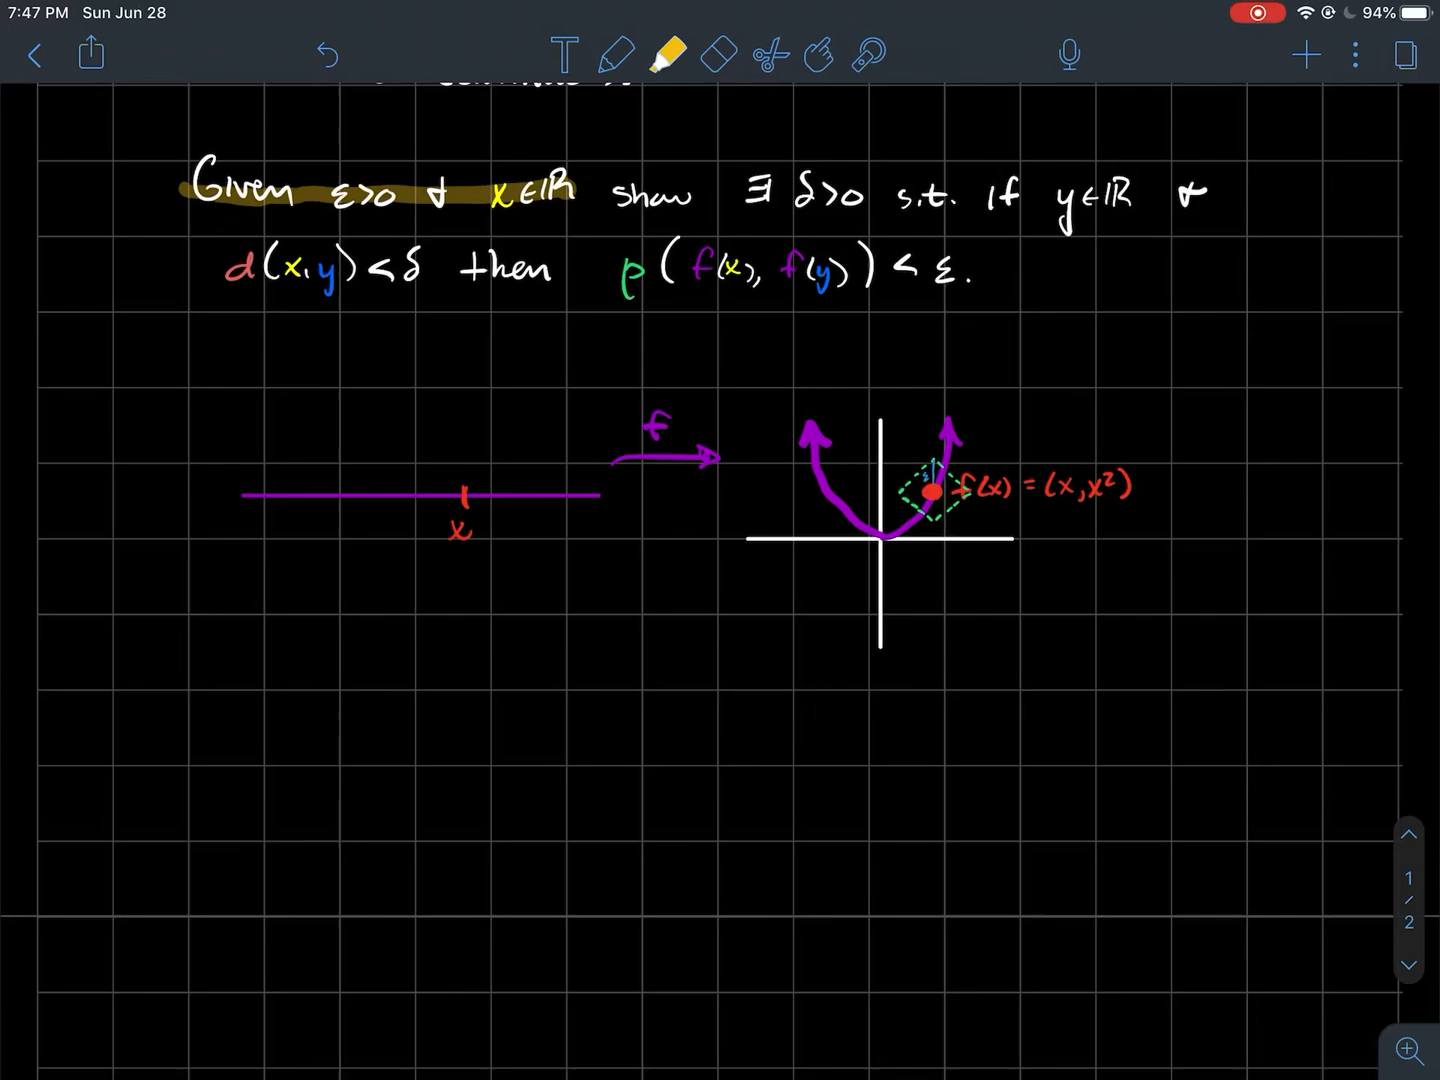 7:47 PM Sun Jun 28
94%
T
Given ε>0 & x∈ℝ show ∃ δ>0 s.t. if y∈ℝ &
d(x,y)<δ then ρ(f(x), f(y))<ε.
f
f(x)=(x,x²)
x
1
/
2